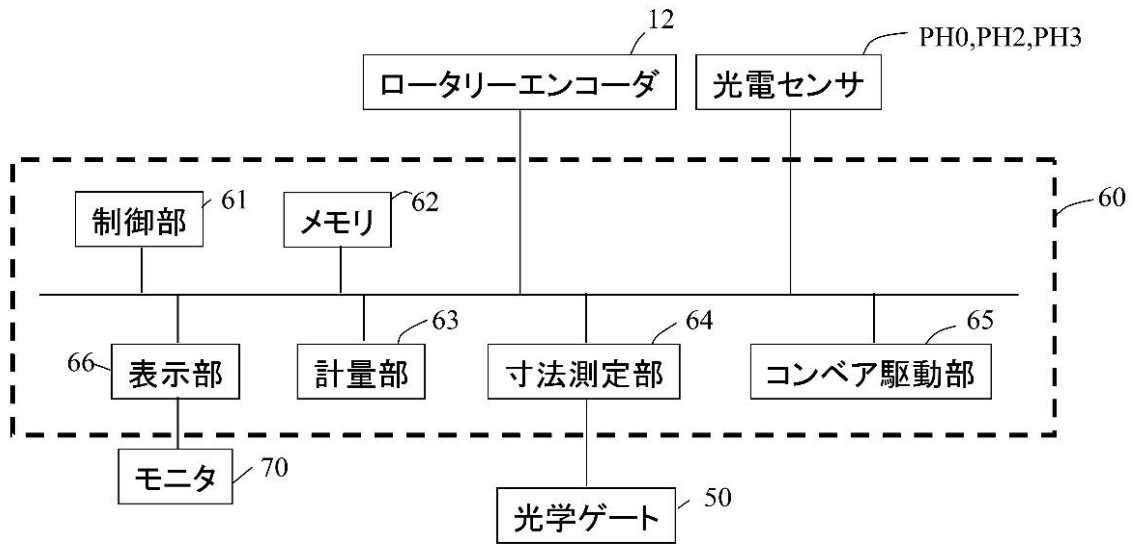 12
PH0,PH2,PH3
ロータリーエンコーダ
光電センサ
制御部
61
メモリ
62
60
66
表示部
計量部
63
寸法測定部
64
コンベア駆動部
65
モニタ
70
光学ゲート
50